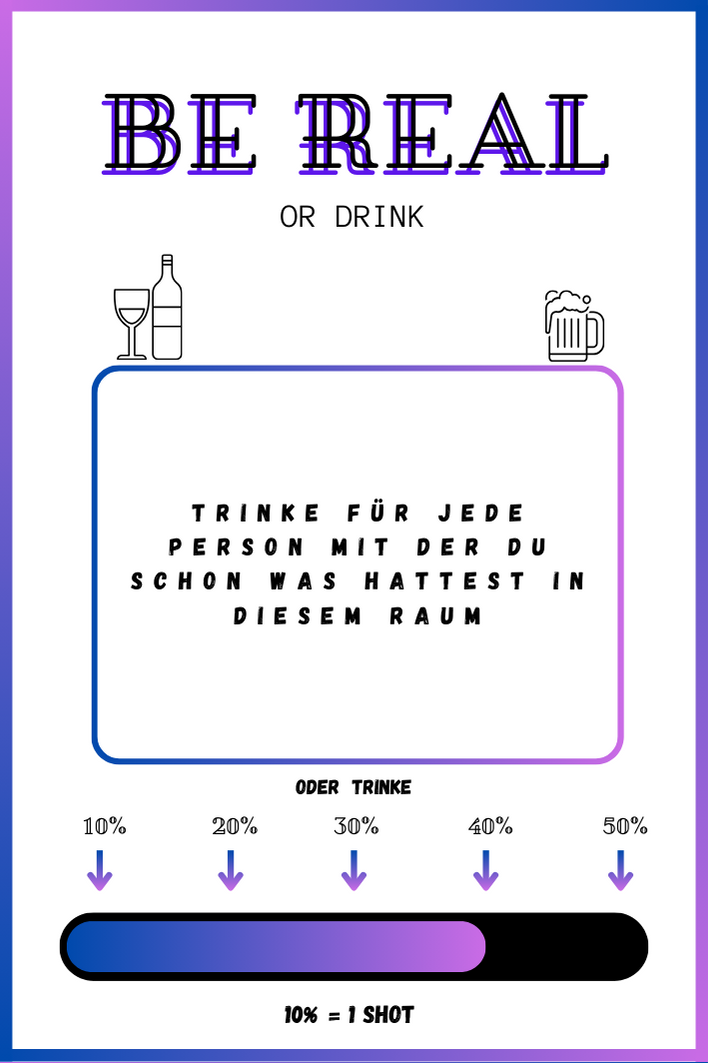 BE REAL
OR DRINK
TRINKE FÜR JEDE
PERSON MIT DER DU
SCHON WAS HATTEST IN
DIESEM RAUM
ODER TRINKE
10% 20% 30% 40% 50%
10% = 1 SHOT